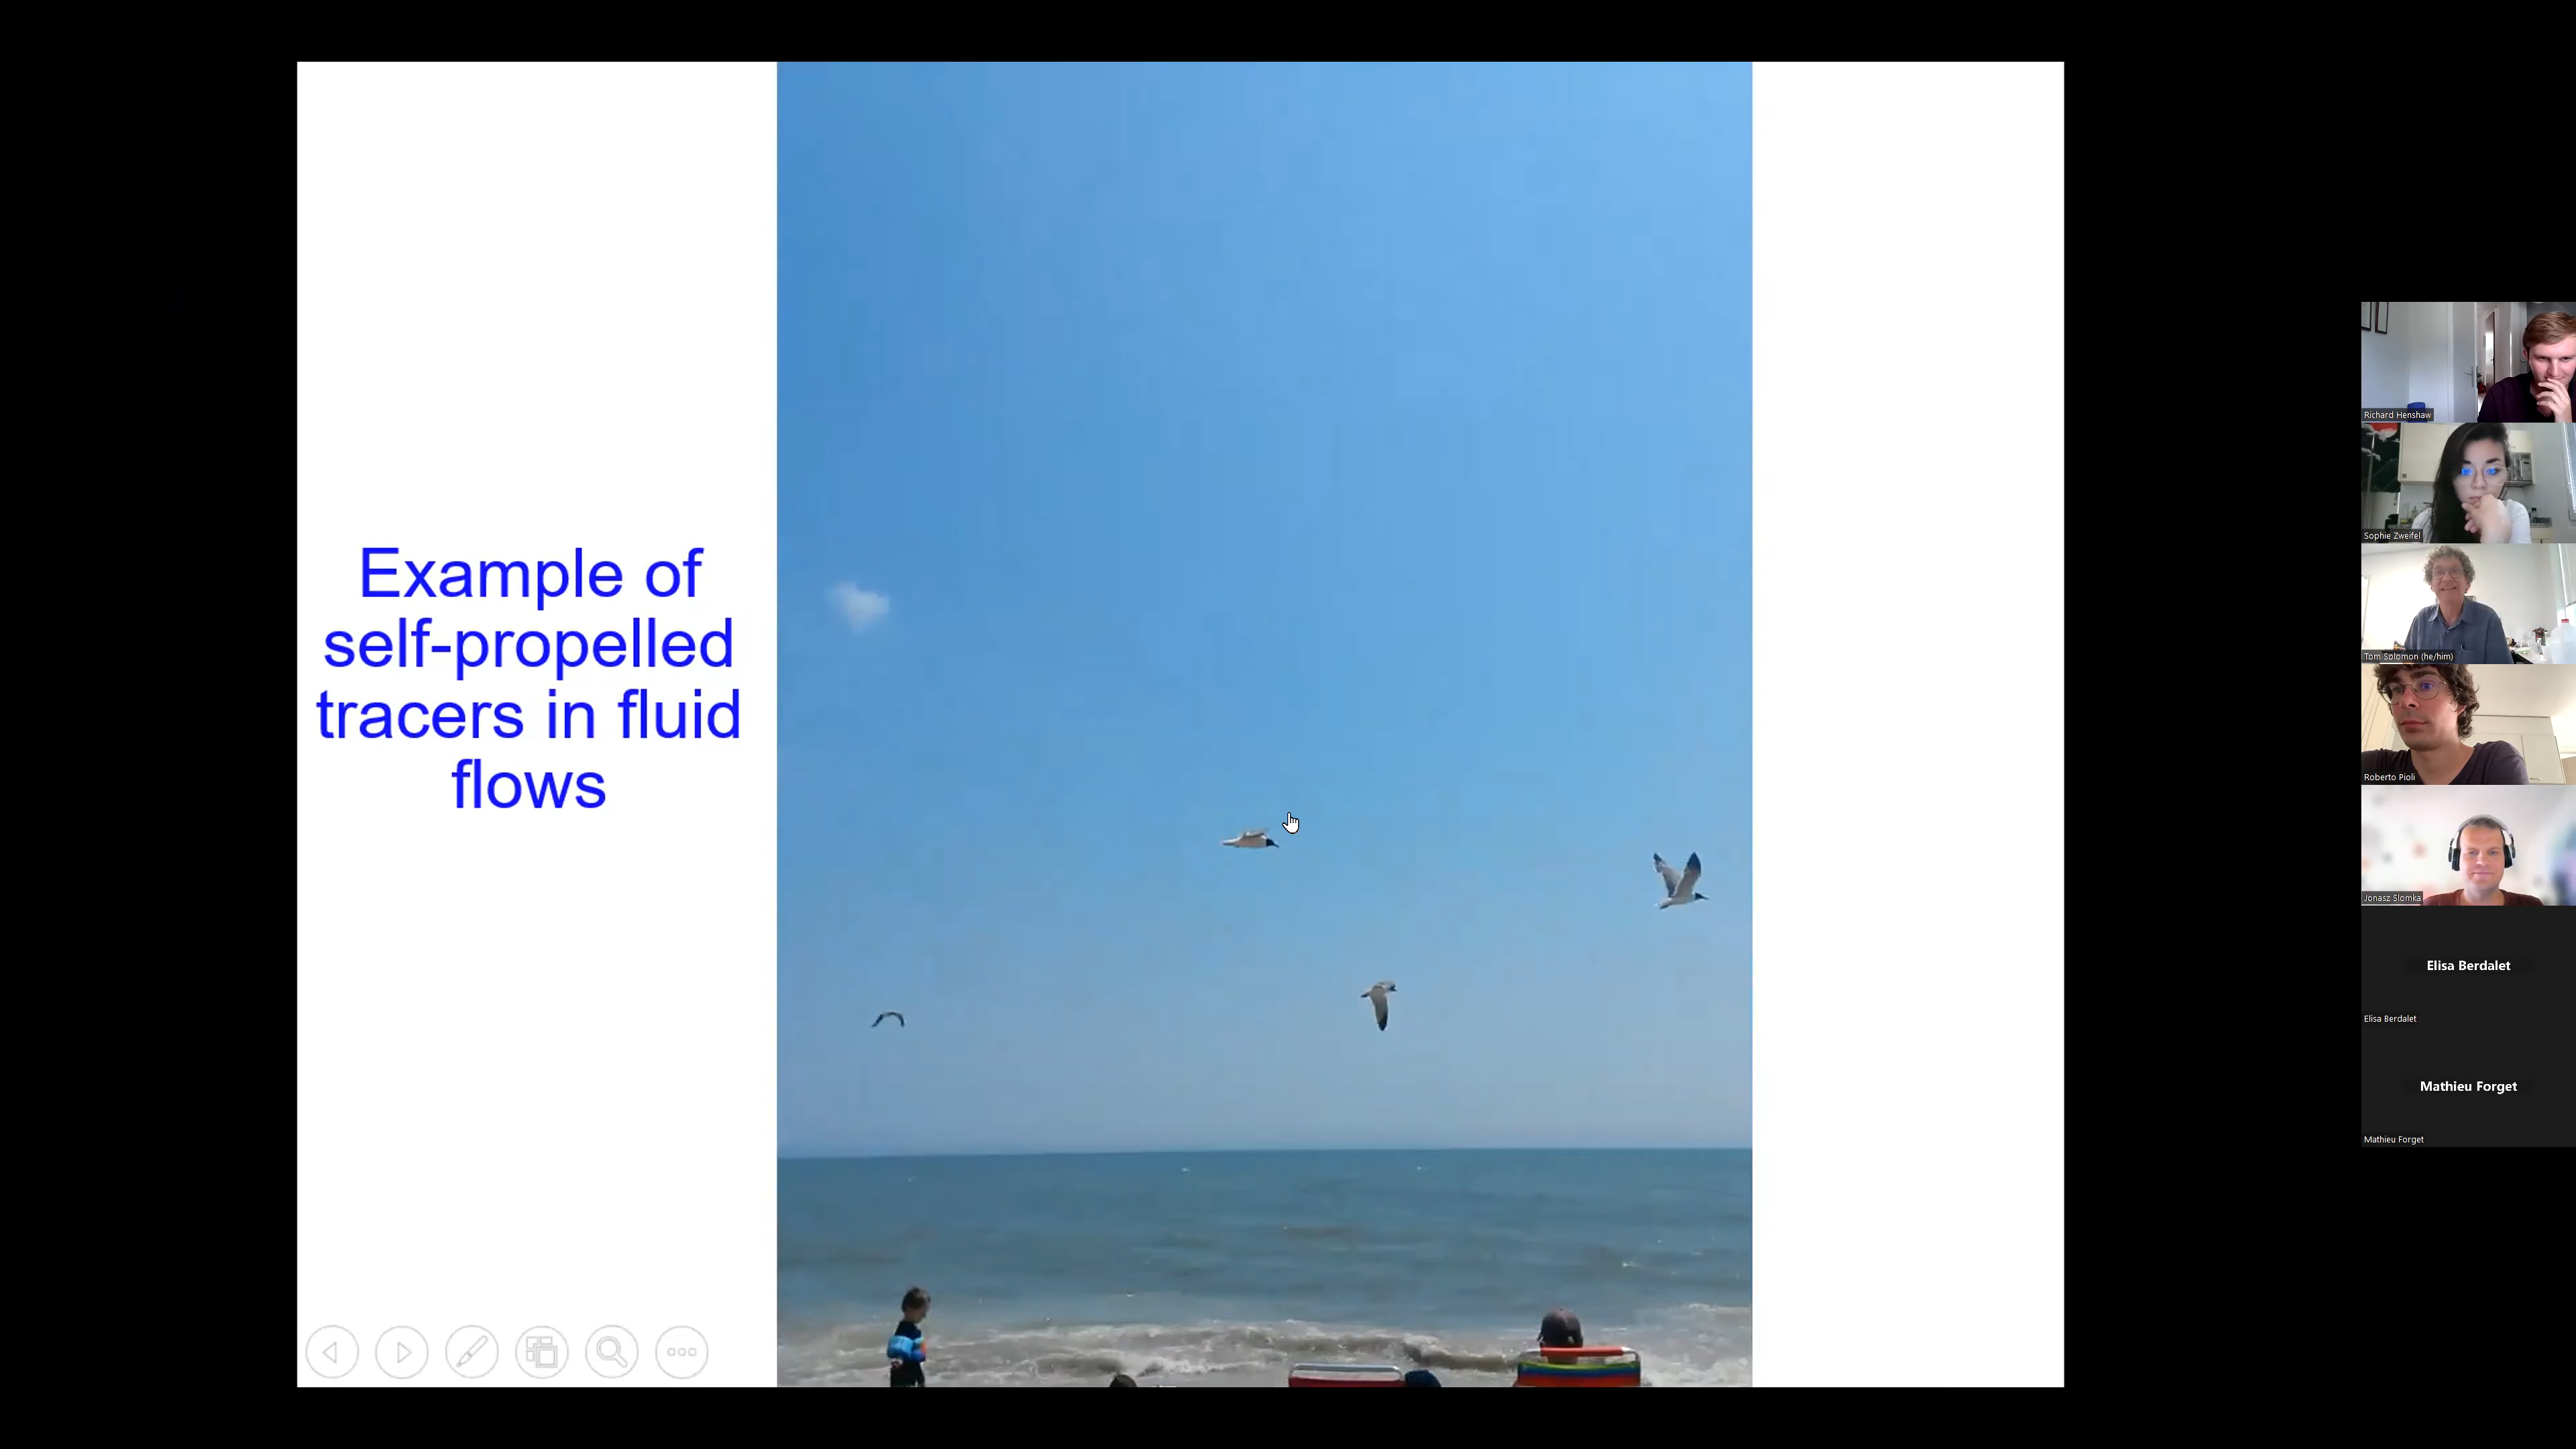 Example of
self-propelled
tracers in fluid
flows
Richard Henshaw
Sophie Zweifel
Tom Solomon (he/him)
Roberto Pioli
Jonasz Slomka
Elisa Berdalet
Elisa Berdalet
Mathieu Forget
Mathieu Forget